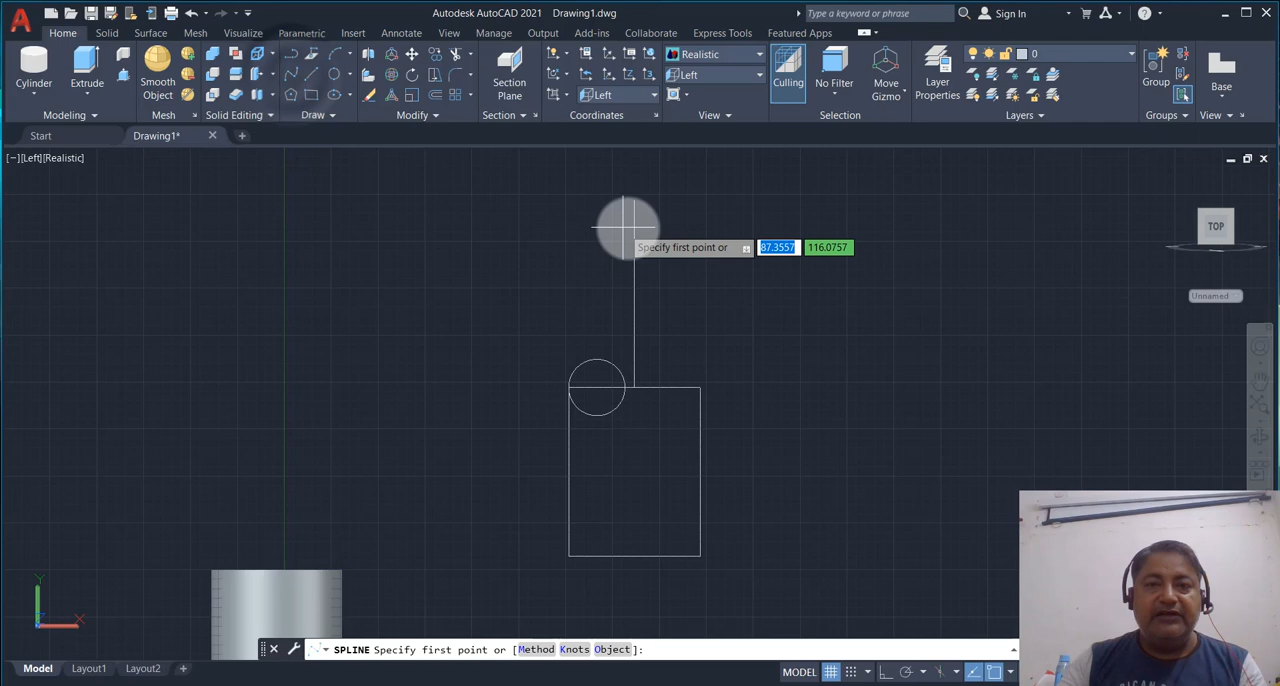 Autodesk AutoCAD 2021 Drawing1.dwg
Type a keyword or phrase
Sign In
Home Solid Surface Mesh Visualize Parametric Insert Annotate View Manage Output Add-ins Collaborate Express Tools Featured Apps
Cylinder
Extrude
Smooth
Object
Section
Plane
Left
Realistic
Left
Culling
No Filter
Move
Gizmo
Layer
Properties
0
Group
Base
Modeling Mesh Solid Editing Draw Modify Section Coordinates View Selection Layers Groups View
Start Drawing1*
[−][Left][Realistic]
TOP
Unnamed
Specify first point or 87.3557 116.0757
Y
X
SPLINE Specify first point or [Method Knots Object]:
Model Layout1 Layout2
MODEL